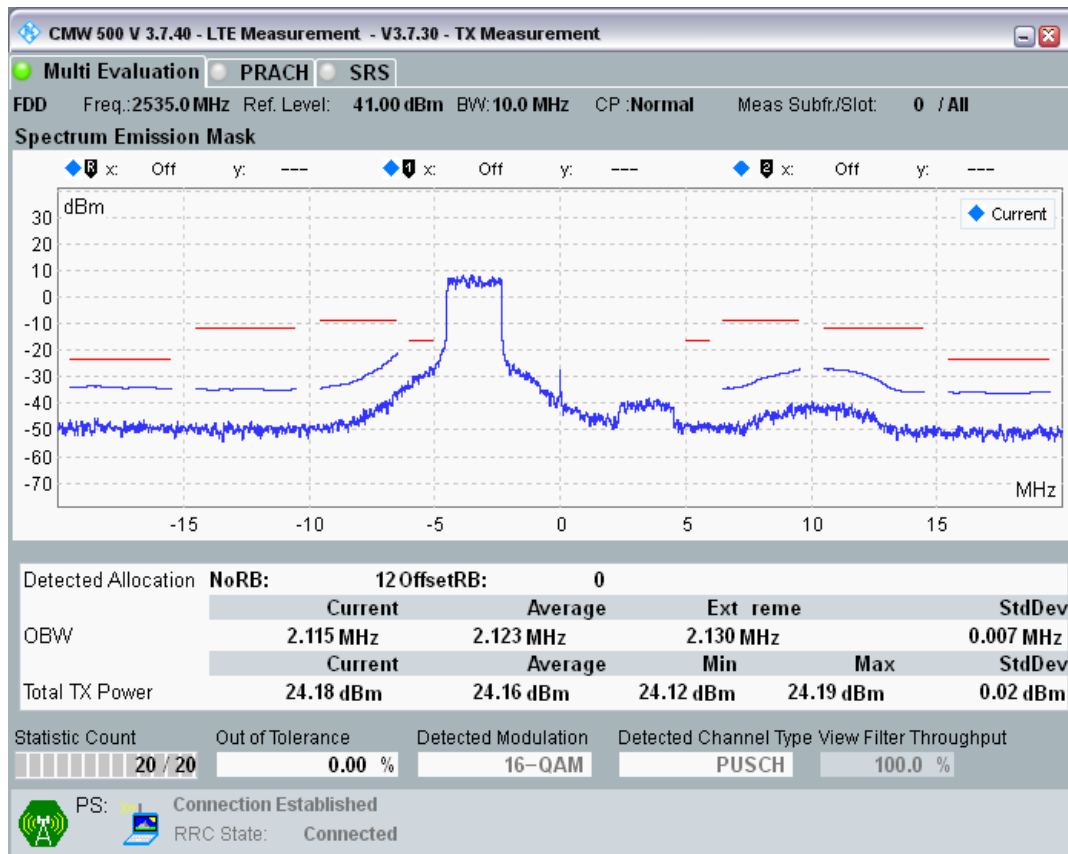 CMW 500 V 3.7.40 - LTE Measurement - V3.7.30 - TX Measurement
Multi Evaluation PRACH SRS
FDD Freq.:2535.0 MHz Ref. Level: 41.00 dBm BW:10.0 MHz CP :Normal Meas Subfr./Slot: 0 / All
Spectrum Emission Mask
R x: Off y: --- 1 x: Off y: --- 2 x: Off y: ---
dBm
Current
30
20
10
0
-10
-20
-30
-40
-50
-60
-70
MHz
-15 -10 -5 0 5 10 15
Detected Allocation NoRB: 12 OffsetRB: 0
Current Average Ext reme StdDev
OBW 2.115 MHz 2.123 MHz 2.130 MHz 0.007 MHz
Current Average Min Max StdDev
Total TX Power 24.18 dBm 24.16 dBm 24.12 dBm 24.19 dBm 0.02 dBm
Statistic Count Out of Tolerance Detected Modulation Detected Channel Type View Filter Throughput
20 / 20 0.00 % 16-QAM PUSCH 100.0 %
PS: Connection Established
RRC State: Connected